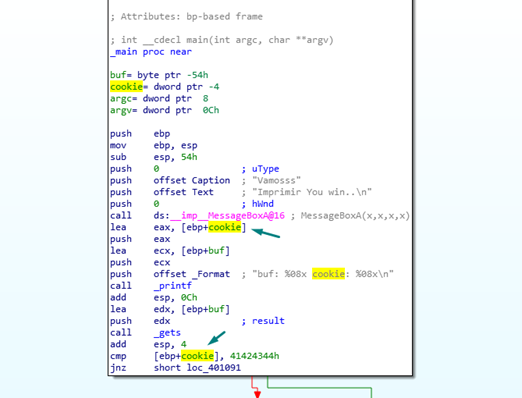 ; Attributes: bp-based frame
; int __cdecl main(int argc, char **argv)
_main proc near
buf= byte ptr -54h
cookie= dword ptr -4
argc= dword ptr  8
argv= dword ptr  0Ch
push    ebp
mov     ebp, esp
sub     esp, 54h
push    0               ; uType
push    offset Caption  ; "Vamosss"
push    offset Text     ; "Imprimir You win..\n"
push    0               ; hWnd
call    ds:__imp__MessageBoxA@16 ; MessageBoxA(x,x,x,x)
lea     eax, [ebp+cookie]
push    eax
lea     ecx, [ebp+buf]
push    ecx
push    offset _Format  ; "buf: %08x cookie: %08x\n"
call    _printf
add     esp, 0Ch
lea     edx, [ebp+buf]
push    edx             ; result
call    _gets
add     esp, 4
cmp     [ebp+cookie], 41424344h
jnz     short loc_401091